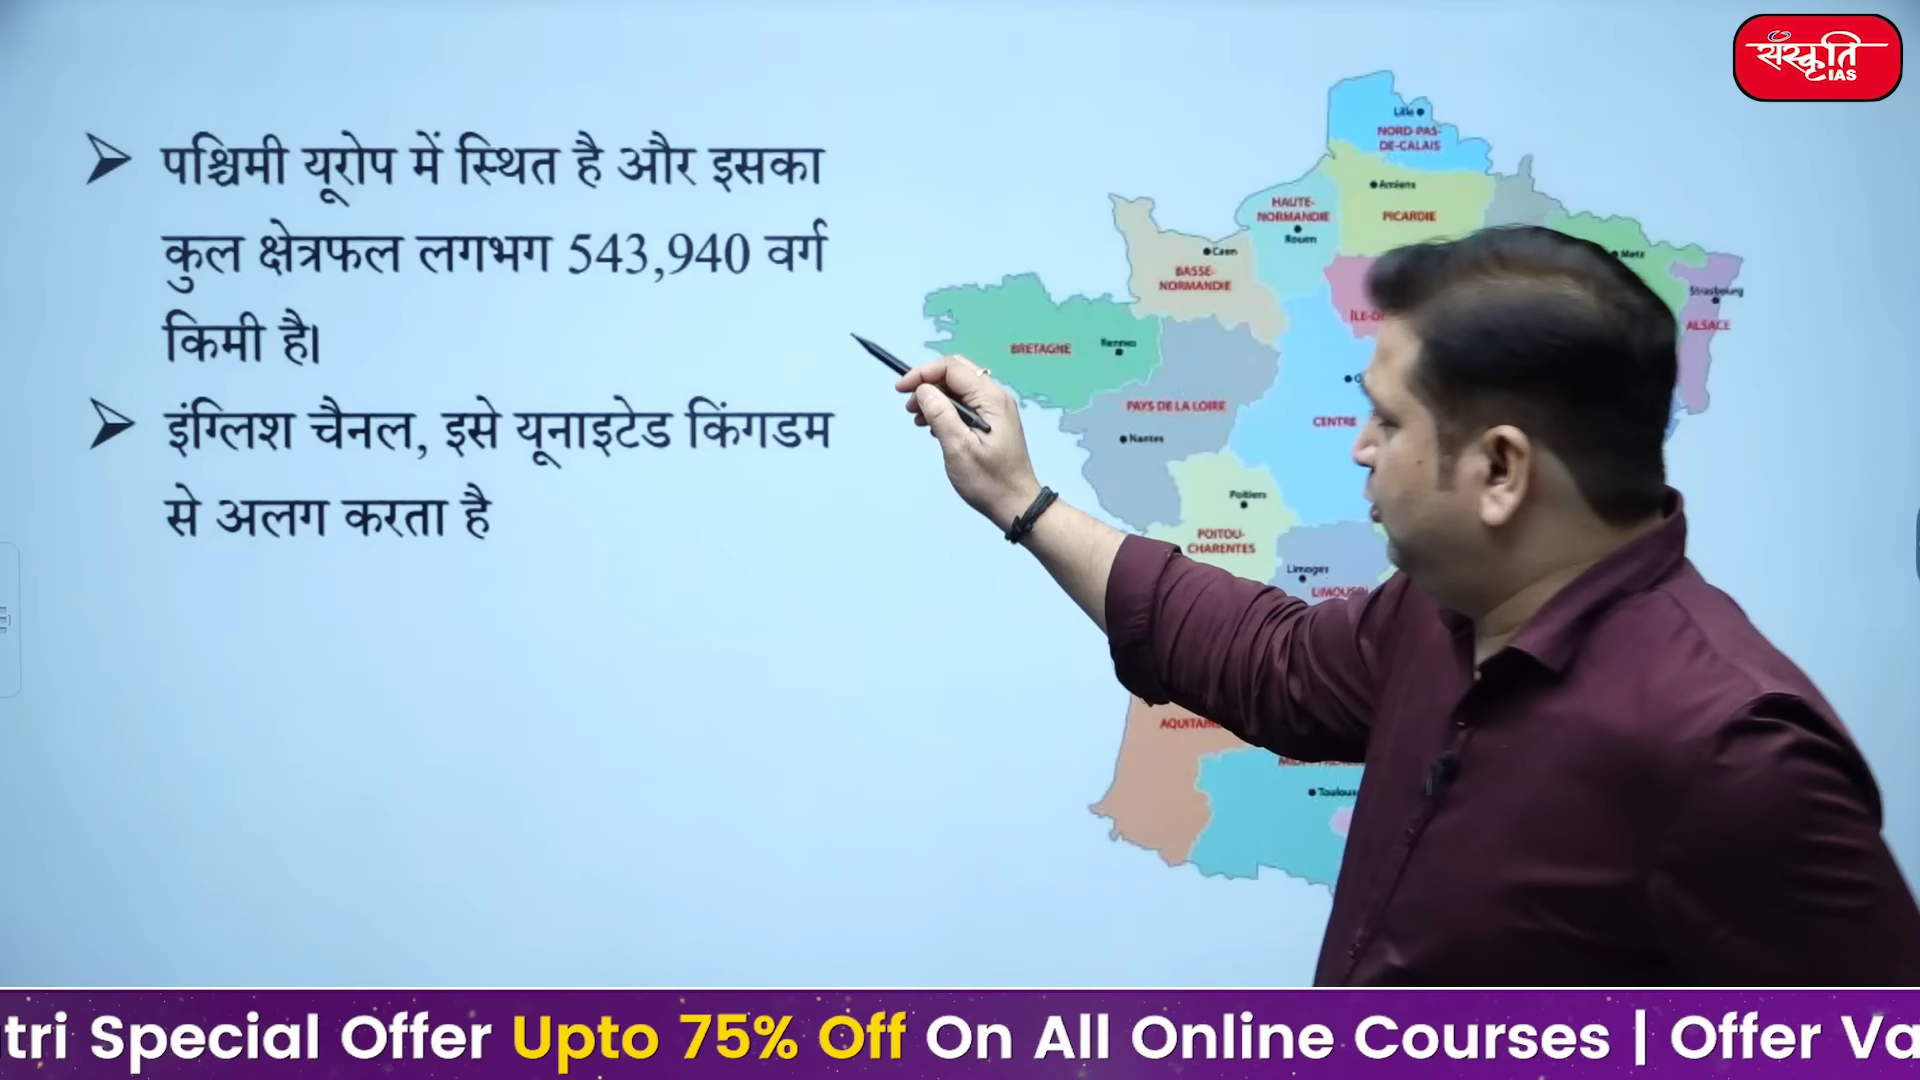 संस्कृति
IAS
➢ पश्चिमी यूरोप में स्थित है और इसका
कुल क्षेत्रफल लगभग 543,940 वर्ग
किमी है।
➢ इंग्लिश चैनल, इसे यूनाइटेड किंगडम
से अलग करता है
Lille
NORD-PAS-
DE-CALAIS
Amiens
PICARDIE
HAUTE-
NORMANDIE
Rouen
Caen
BASSE-
NORMANDIE
Metz
Strasbourg
ALSACE
BRETAGNE
Rennes
PAYS DE LA LOIRE
Nantes
CENTRE
Poitiers
POITOU-
CHARENTES
Limoges
LIMOUSIN
tri Special Offer Upto 75% Off On All Online Courses | Offer Va